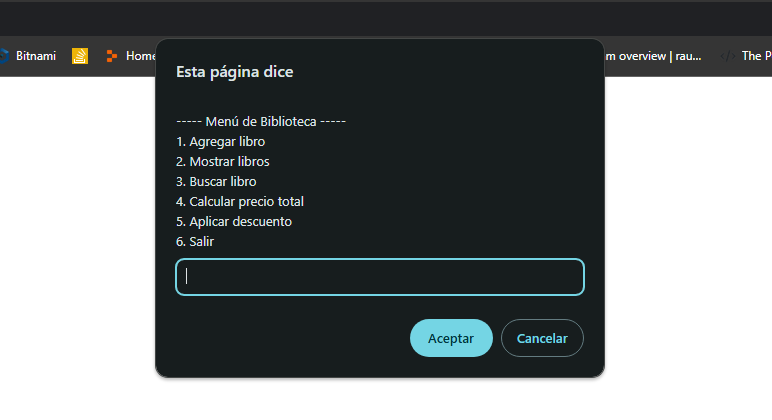 Bitnami
Home
m overview | rau...
The P
Esta página dice
----- Menú de Biblioteca -----
1. Agregar libro
2. Mostrar libros
3. Buscar libro
4. Calcular precio total
5. Aplicar descuento
6. Salir
Aceptar
Cancelar